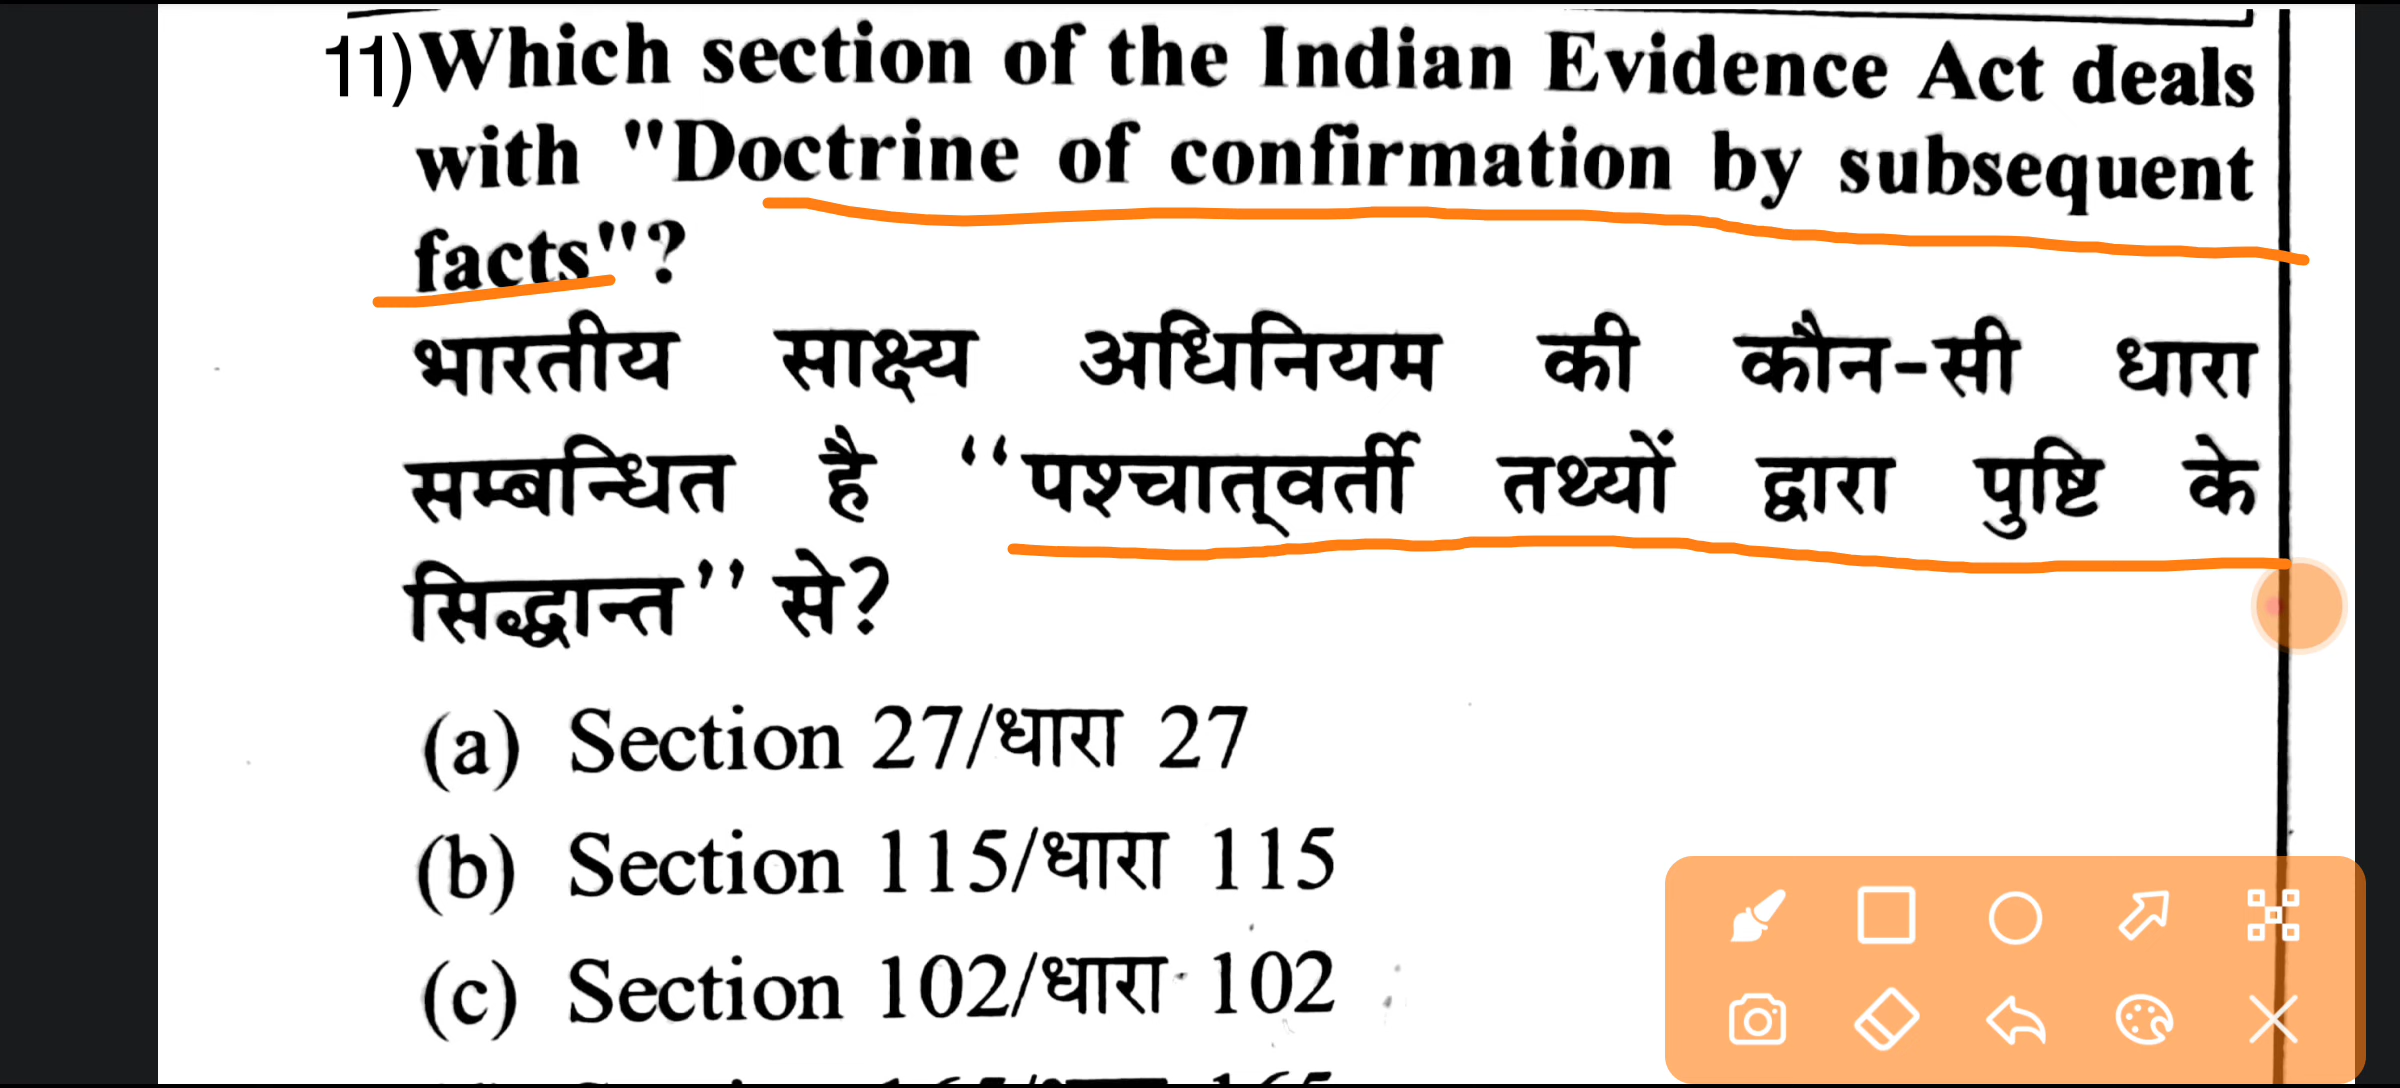 11)Which section of the Indian Evidence Act deals
with "Doctrine of confirmation by subsequent
facts"?
भारतीय साक्ष्य अधिनियम की कौन-सी धारा
सम्बन्धित है ‘‘पश्चात्‌वर्ती तथ्यों द्वारा पुष्टि के
सिद्धान्त’’ से?
(a) Section 27/धारा 27
(b) Section 115/धारा 115
(c) Section 102/धारा 102